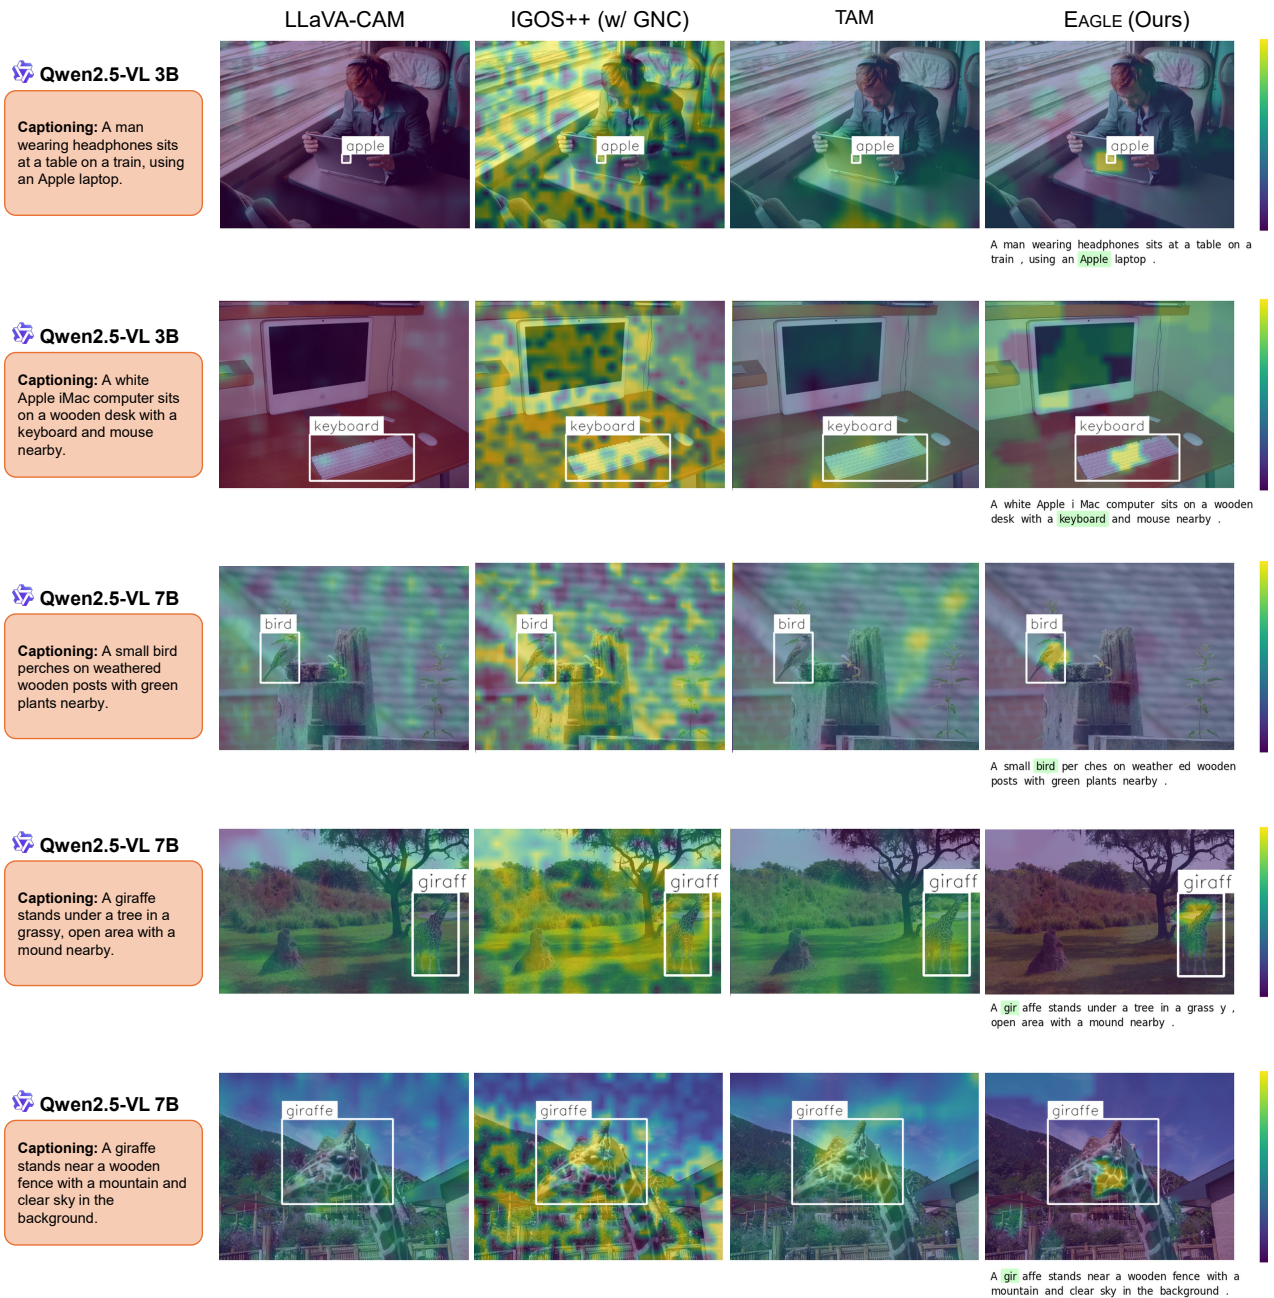 LLaVA-CAM
IGOS++ (w/ GNC)
TAM
EAGLE (Ours)
Qwen2.5-VL 3B
Captioning: A man
wearing headphones sits
at a table on a train, using
an Apple laptop.
apple
apple
apple
apple
A man wearing headphones sits at a table on a
train , using an Apple laptop .
Qwen2.5-VL 3B
Captioning: A white
Apple iMac computer sits
on a wooden desk with a
keyboard and mouse
nearby.
keyboard
keyboard
keyboard
keyboard
A white Apple i Mac computer sits on a wooden
desk with a keyboard and mouse nearby .
Qwen2.5-VL 7B
Captioning: A small bird
perches on weathered
wooden posts with green
plants nearby.
bird
bird
bird
bird
A small bird per ches on weather ed wooden
posts with green plants nearby .
Qwen2.5-VL 7B
Captioning: A giraffe
stands under a tree in a
grassy, open area with a
mound nearby.
giraff
giraff
giraff
giraff
A gir affe stands under a tree in a grass y ,
open area with a mound nearby .
Qwen2.5-VL 7B
Captioning: A giraffe
stands near a wooden
fence with a mountain and
clear sky in the
background.
giraffe
giraffe
giraffe
giraffe
A gir affe stands near a wooden fence with a
mountain and clear sky in the background .